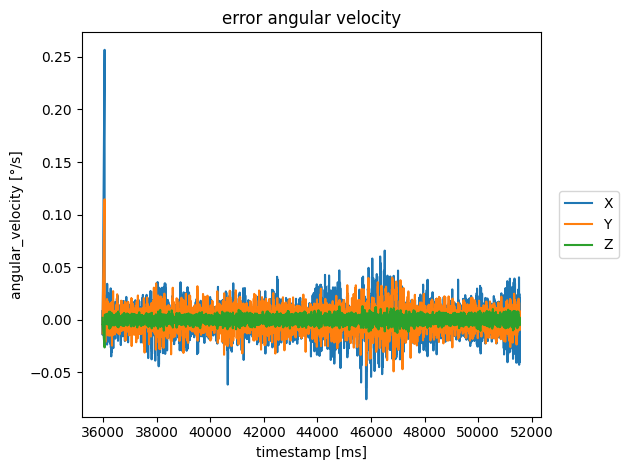 error angular velocity
angular_velocity [°/s]
0.25
0.20
0.15
0.10
0.05
0.00
−0.05
36000 38000 40000 42000 44000 46000 48000 50000 52000
timestamp [ms]
X
Y
Z